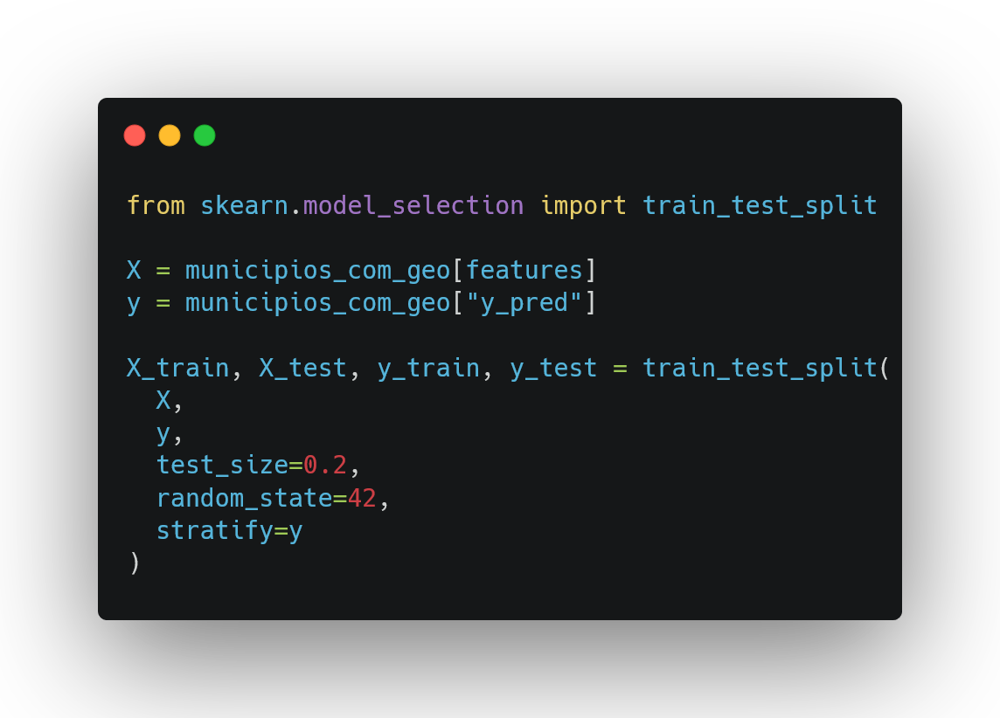 from skearn.model_selection import train_test_split
X = municipios_com_geo[features]
y = municipios_com_geo["y_pred"]
X_train, X_test, y_train, y_test = train_test_split(
  X,
  y,
  test_size=0.2,
  random_state=42,
  stratify=y
)